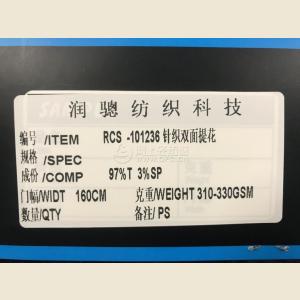 润骢纺织科技
编号/ITEM RCS -101236 针织双面提花
规格/SPEC
成份/COMP 97%T 3%SP
门幅/WIDT 160CM 克重/WEIGHT 310-330GSM
数量/QTY 备注/PS